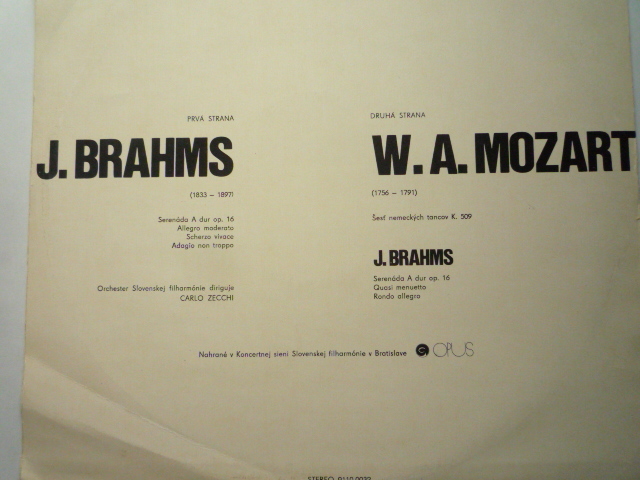 PRVÁ STRANA
J. BRAHMS
(1833 – 1897)
Serenáda A dur op. 16
Allegro moderato
Scherzo vivace
Adagio non troppo
Orchester Slovenskej filharmónie diriguje
CARLO ZECCHI
DRUHÁ STRANA
W. A. MOZART
(1756 – 1791)
Šesť nemeckých tancov K. 509
J. BRAHMS
Serenáda A dur op. 16
Quasi menuetto
Rondo allegro
Nahrané v Koncertnej sieni Slovenskej filharmónie v Bratislave OPUS
STEREO 9110 0032